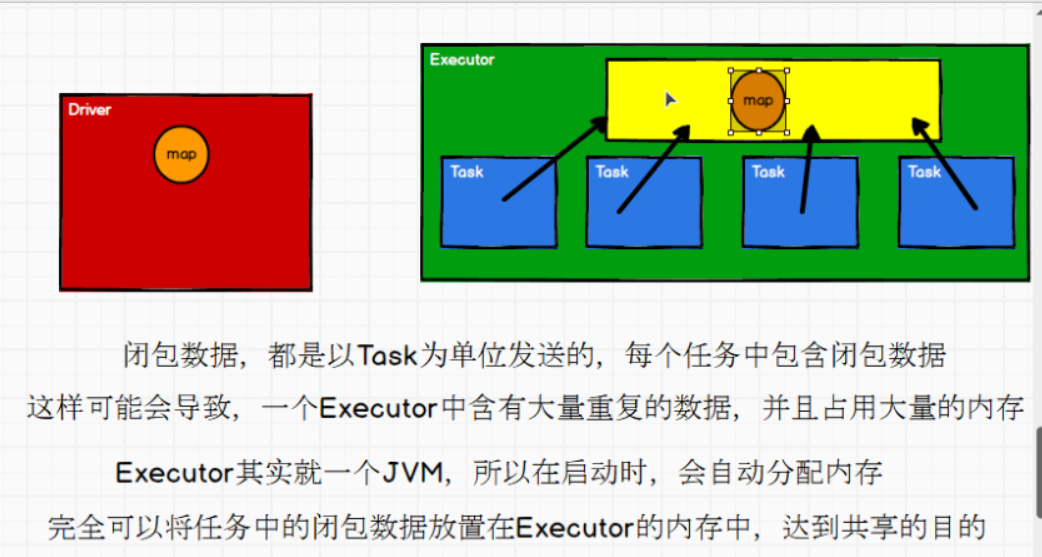 Driver
map
Executor
map
Task
Task
Task
Task
闭包数据，都是以Task为单位发送的，每个任务中包含闭包数据
这样可能会导致，一个Executor中含有大量重复的数据，并且占用大量的内存
Executor其实就一个JVM，所以在启动时，会自动分配内存
完全可以将任务中的闭包数据放置在Executor的内存中，达到共享的目的